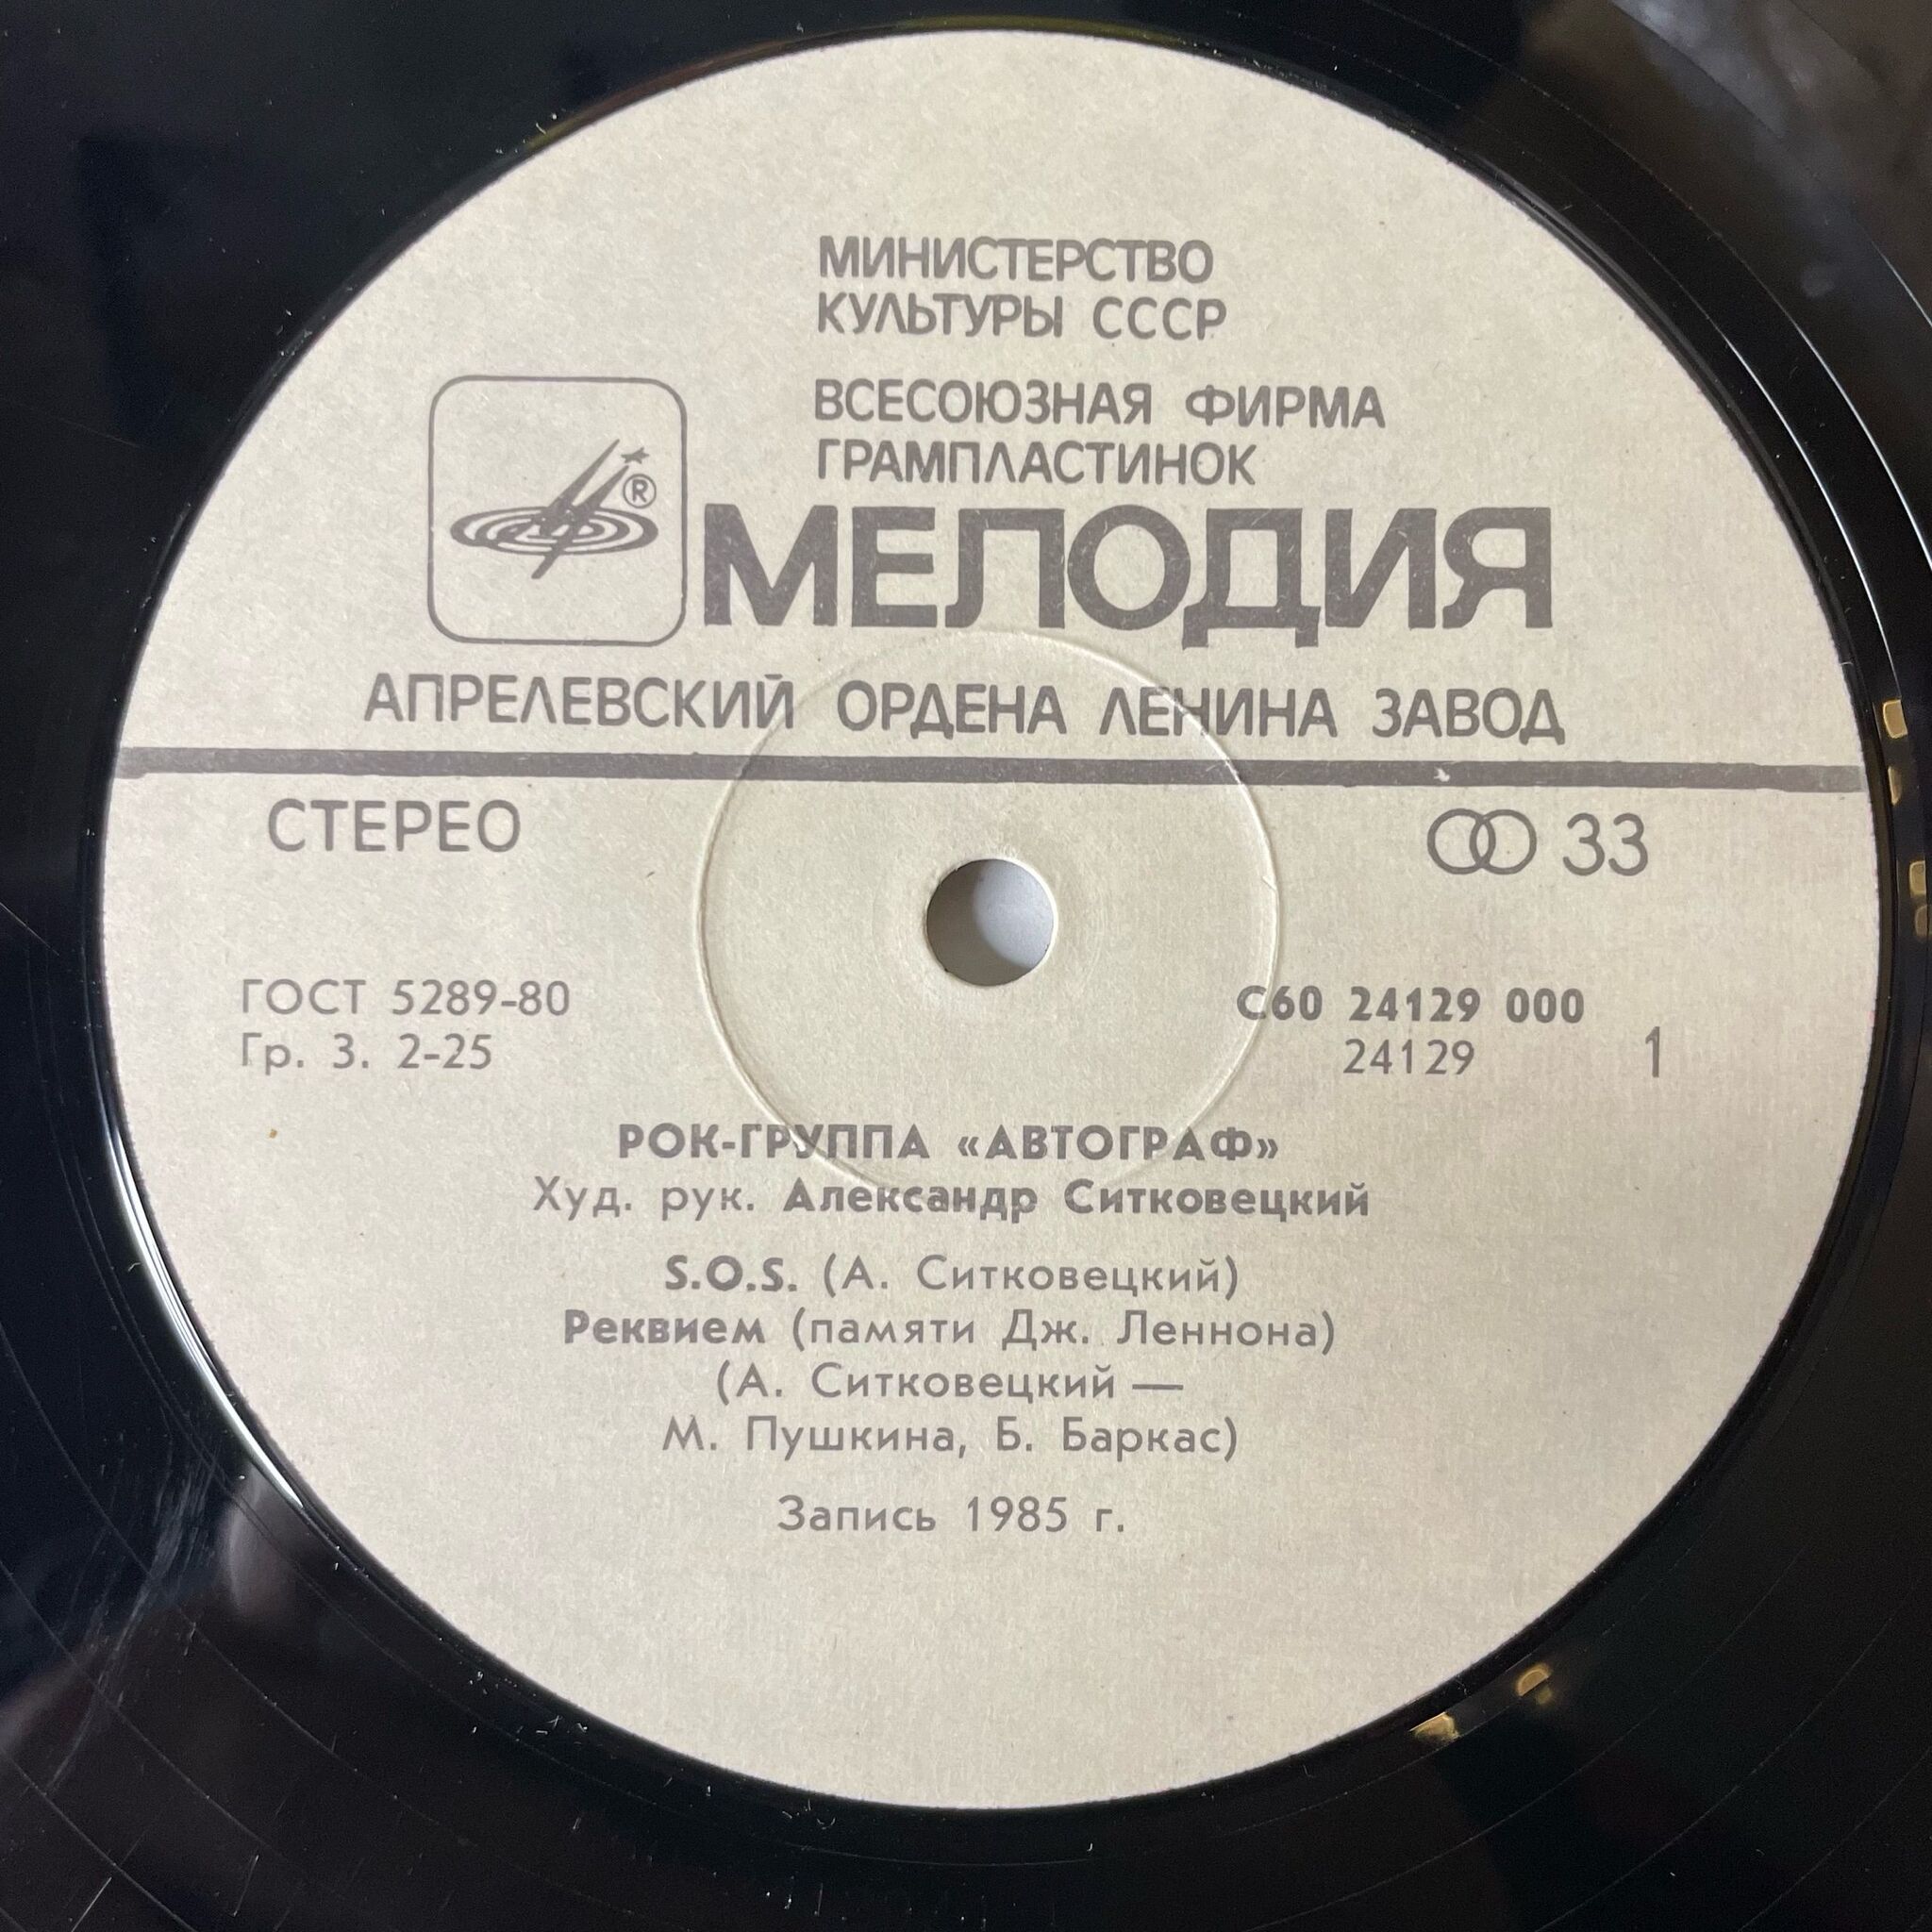 МИНИСТЕРСТВО
КУЛЬТУРЫ СССР
ВСЕСОЮЗНАЯ ФИРМА
ГРАМПЛАСТИНОК
®
МЕЛОДИЯ
АПРЕЛЕВСКИЙ ОРДЕНА ЛЕНИНА ЗАВОД
СТЕРЕО
33
ГОСТ 5289-80
Гр. 3. 2-25
С60 24129 000
24129
1
РОК-ГРУППА «АВТОГРАФ»
Худ. рук. Александр Ситковецкий
S.O.S. (А. Ситковецкий)
Реквием (памяти Дж. Леннона)
(А. Ситковецкий —
М. Пушкина, Б. Баркас)
Запись 1985 г.